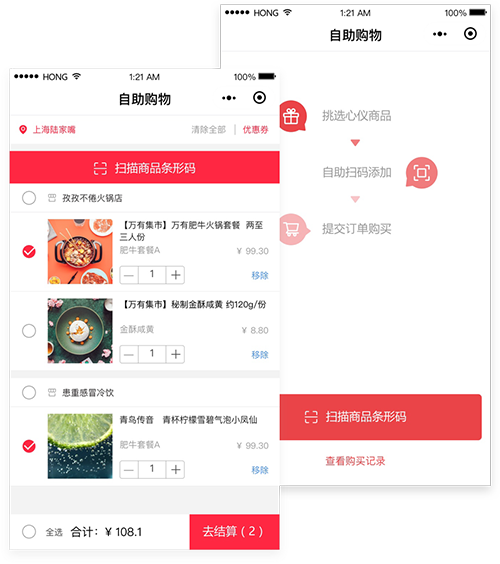 HONG
1:21 AM
100%
自助购物
挑选心仪商品
自助扫码添加
提交订单购买
扫描商品条形码
查看购买记录
HONG
1:21 AM
100%
自助购物
上海陆家嘴
清除全部
优惠券
扫描商品条形码
孜孜不倦火锅店
【万有集市】万有肥牛火锅套餐 两至
三人份
肥牛套餐A
¥ 99.30
— 1 +
移除
【万有集市】秘制金酥咸黄 约120g/份
金酥咸黄
¥ 8.80
— 1 +
移除
患重感冒冷饮
青鸟传音 青杯柠檬雪碧气泡小凤仙
肥牛套餐A
¥ 99.30
— 1 +
移除
全选
合计：¥ 108.1
去结算 ( 2 )